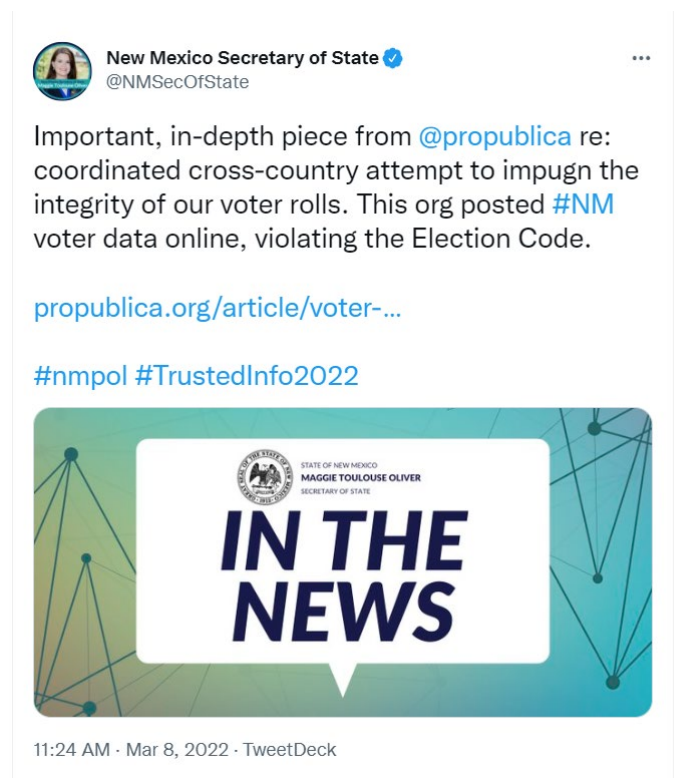 New Mexico Secretary of State
@NMSecOfState
Important, in-depth piece from @propublica re:
coordinated cross-country attempt to impugn the
integrity of our voter rolls. This org posted #NM
voter data online, violating the Election Code.
propublica.org/article/voter-...
#nmpol #TrustedInfo2022
STATE OF NEW MEXICO
MAGGIE TOULOUSE OLIVER
SECRETARY OF STATE
IN THE
NEWS
11:24 AM · Mar 8, 2022 · TweetDeck